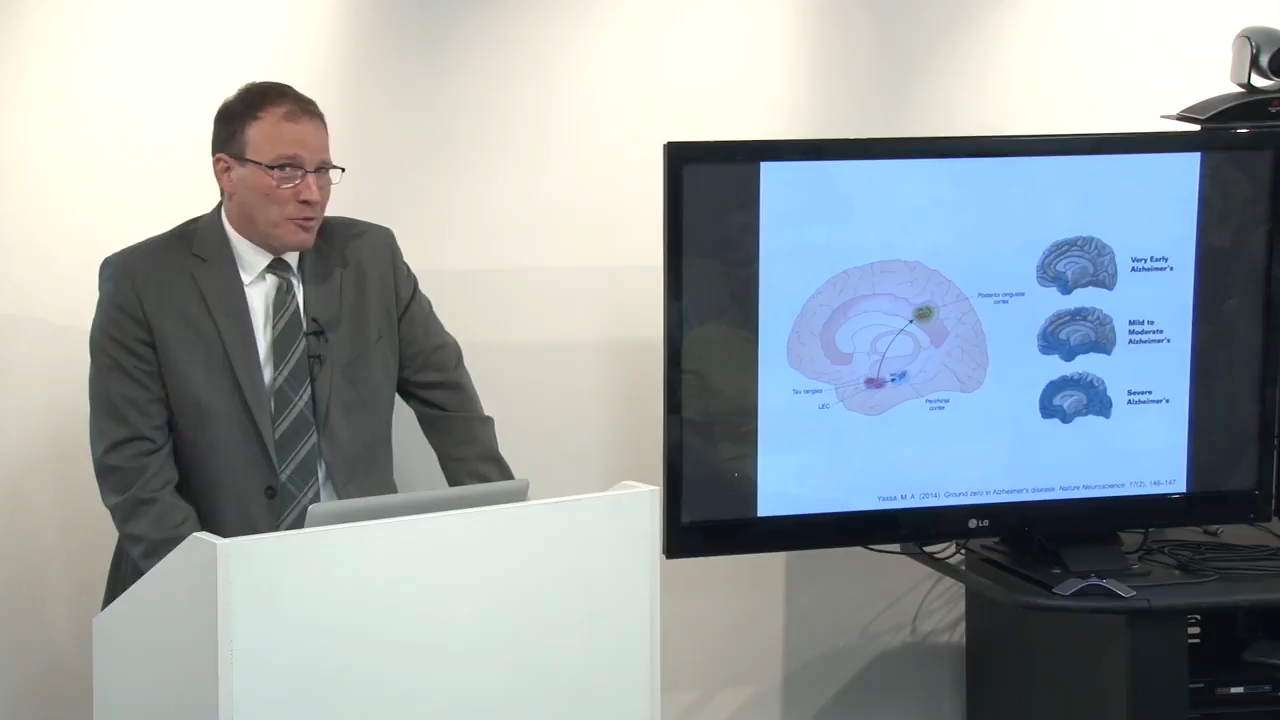 Very Early
Alzheimer's
Posterior cingulate
cortex
Mild to
Moderate
Alzheimer's
Tau tangles
LEC
Perirhinal
cortex
Severe
Alzheimer's
Yassa, M. A. (2014). Ground zero in Alzheimer's disease. Nature Neuroscience, 17(2), 146–147.
LG